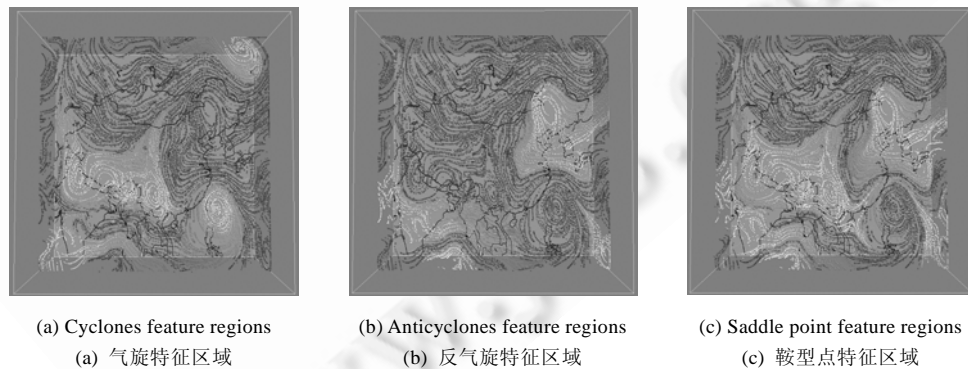 (a) Cyclones feature regions
(b) Anticyclones feature regions
(c) Saddle point feature regions
(a) 气旋特征区域
(b) 反气旋特征区域
(c) 鞍型点特征区域